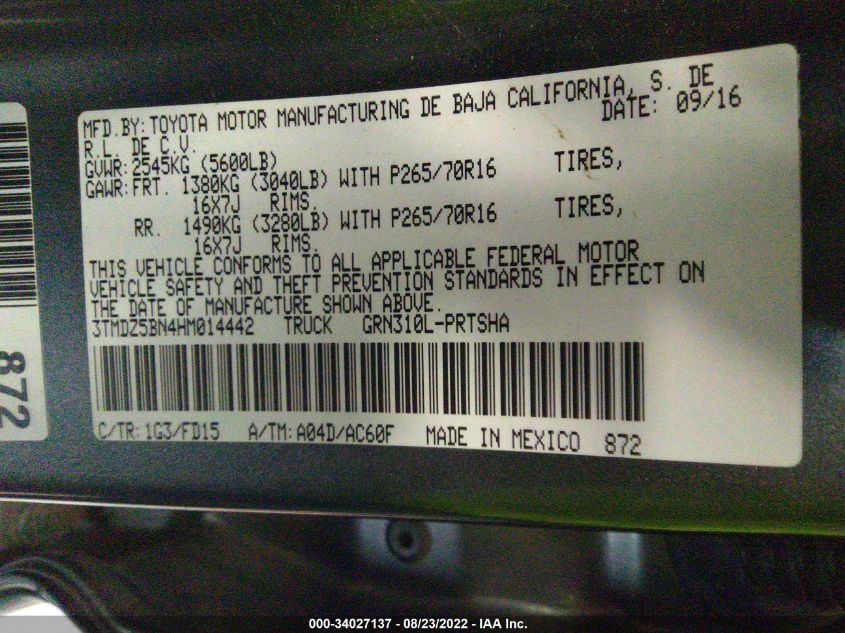 MFD.BY: TOYOTA MOTOR MANUFACTURING DE BAJA CALIFORNIA, S. DE
R.L. DE C.V. DATE: 09/16
GVWR: 2545KG (5600LB)
GAWR: FRT. 1380KG (3040LB) WITH P265/70R16 TIRES,
16X7J RIMS.
RR. 1490KG (3280LB) WITH P265/70R16 TIRES,
16X7J RIMS.
THIS VEHICLE CONFORMS TO ALL APPLICABLE FEDERAL MOTOR
VEHICLE SAFETY AND THEFT PREVENTION STANDARDS IN EFFECT ON
THE DATE OF MANUFACTURE SHOWN ABOVE.
3TMDZ5BN4HM014442 TRUCK GRN310L-PRTSHA
C/TR: 1G3/FD15 A/TM: A04D/AC60F MADE IN MEXICO 872
872
000-34027137 - 08/23/2022 - IAA Inc.